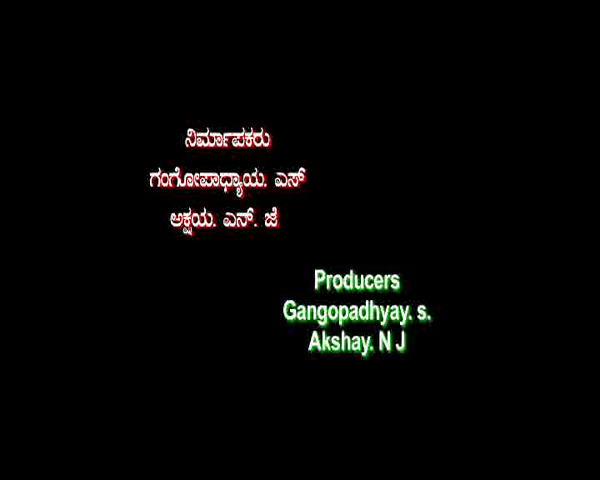 ನಿರ್ಮಾಪಕರು
ಗಂಗೋಪಾಧ್ಯಾಯ. ಎಸ್
ಅಕ್ಷಯ. ಎನ್. ಜೆ
Producers
Gangopadhyay. s.
Akshay. N J